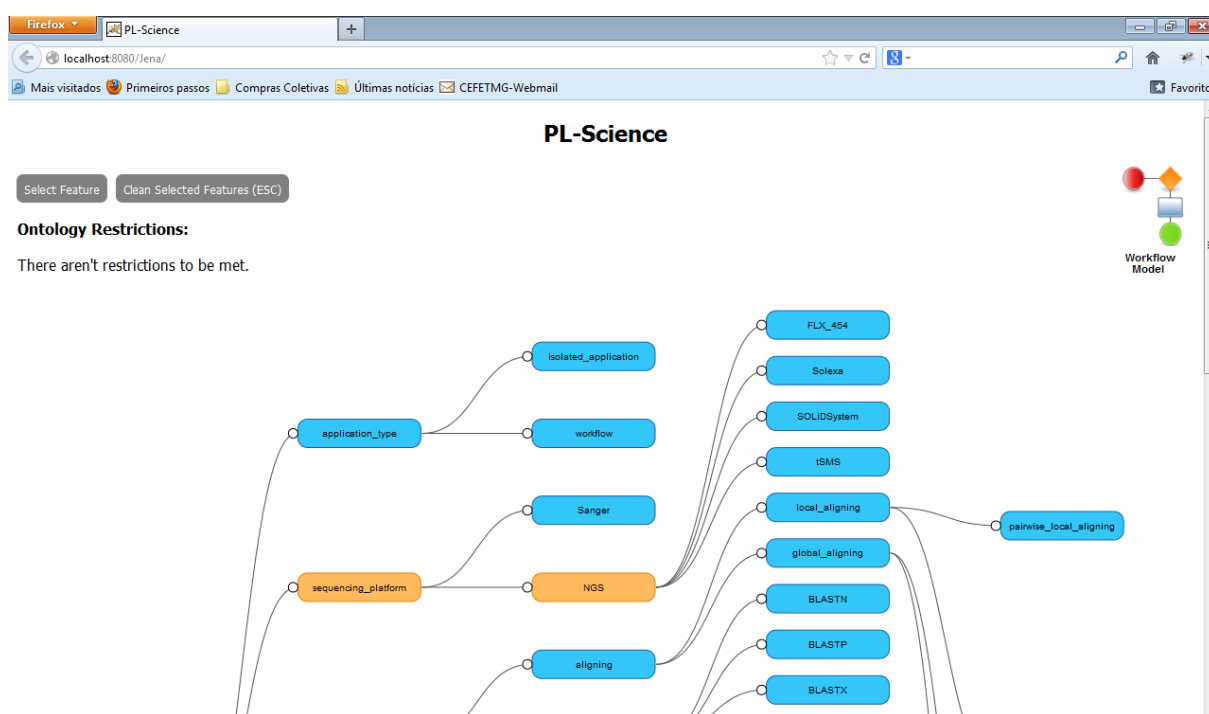 Firefox
PL-Science
localhost:8080/Jena/
Mais visitados Primeiros passos Compras Coletivas Últimas notícias CEFETMG-Webmail
Favorito
PL-Science
Select Feature
Clean Selected Features (ESC)
Ontology Restrictions:
There aren't restrictions to be met.
Workflow
Model
FLX_454
isolated_application
Solexa
SOLiDSystem
application_type
workflow
tSMS
Sanger
local_aligning
pairwise_local_aligning
global_aligning
sequencing_platform
NGS
BLASTN
BLASTP
aligning
BLASTX